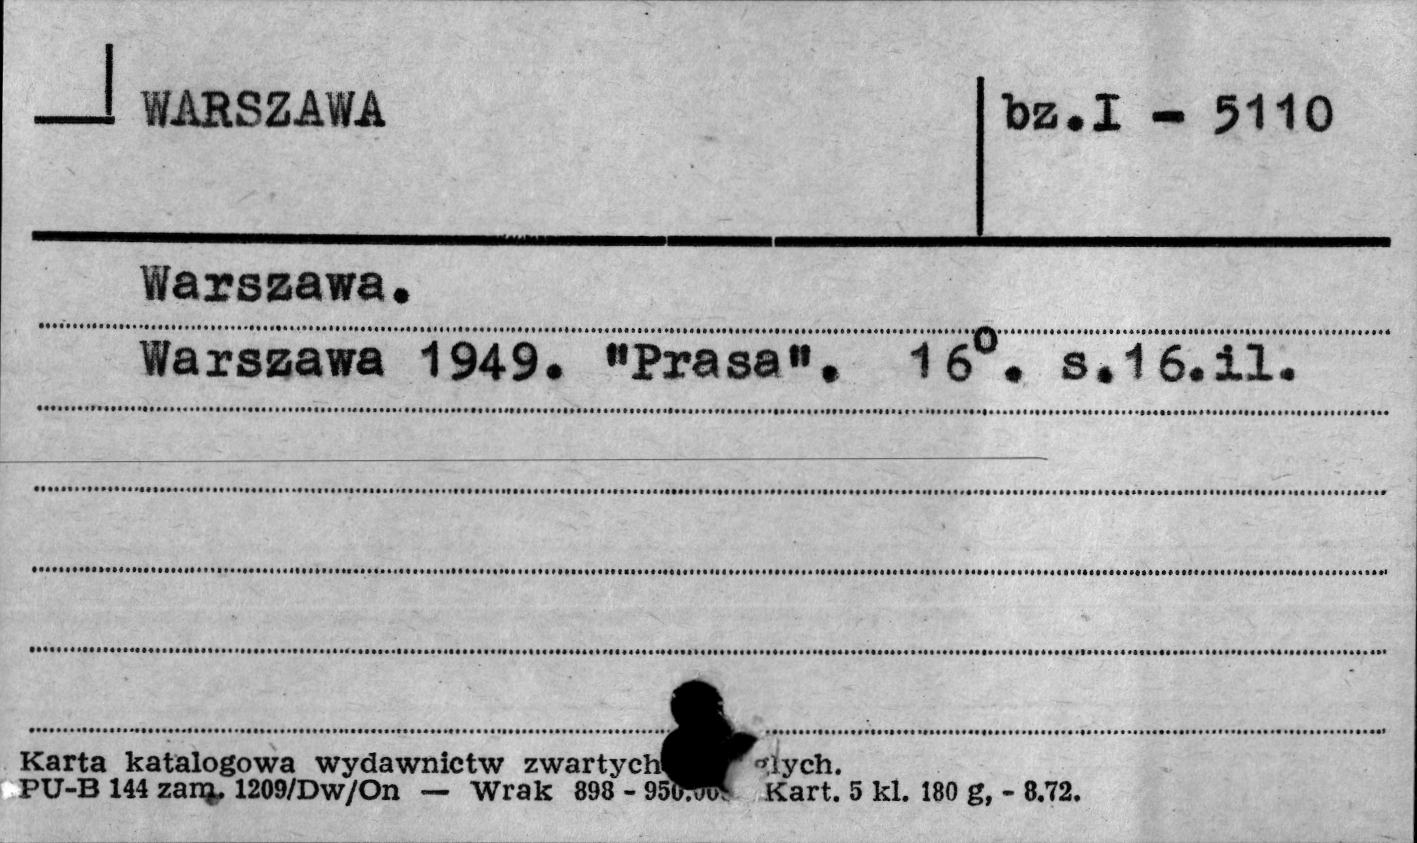 WARSZAWA
bz.I - 5110
Warszawa.
Warszawa 1949. "Prasa". 16º. s.16.il.
Karta katalogowa wydawnictw zwartych
PU-B 144 zam. 1209/Dw/On — Wrak 898 - Kart. 5 kl. 180 g, - 8.72.